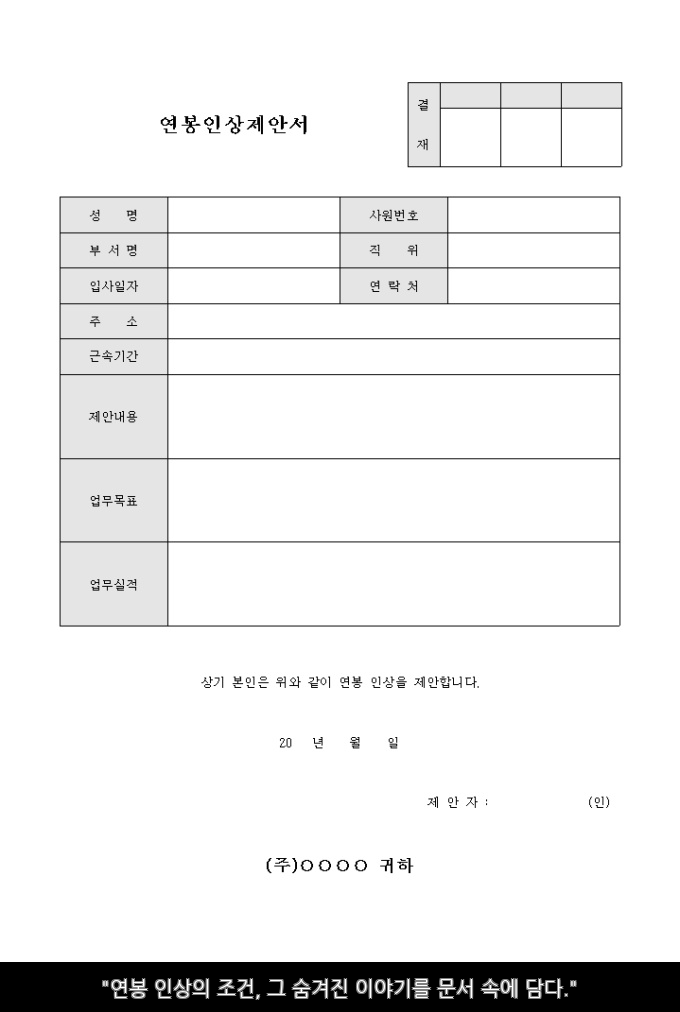 연봉인상제안서
결
재
성 명 사원번호
부 서 명 직 위
입사일자 연 락 처
주 소
근속기간
제안내용
업무목표
업무실적
상기 본인은 위와 같이 연봉 인상을 제안합니다.
20 년 월 일
제 안 자 : (인)
(주)○○○○ 귀하
"연봉 인상의 조건, 그 숨겨진 이야기를 문서 속에 담다."